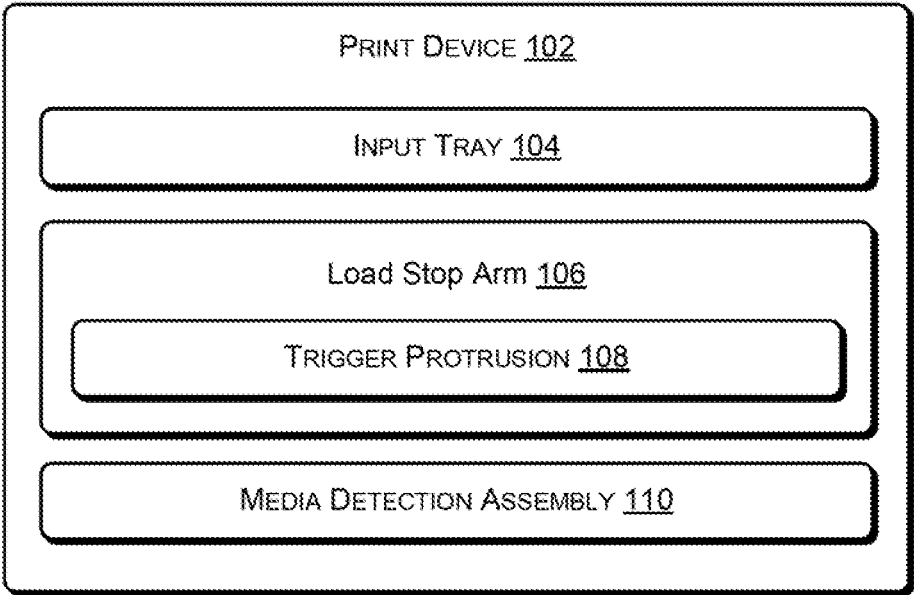 PRINT DEVICE 102
INPUT TRAY 104
Load Stop Arm 106
TRIGGER PROTRUSION 108
MEDIA DETECTION ASSEMBLY 110